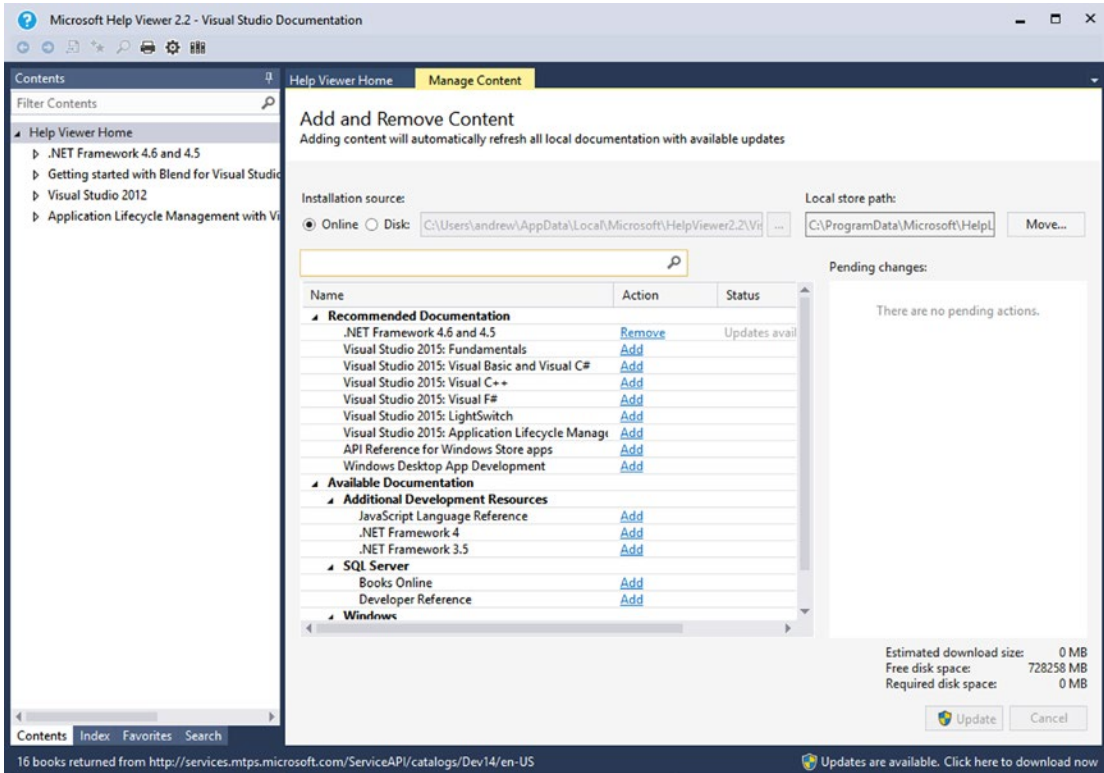 Microsoft Help Viewer 2.2 - Visual Studio Documentation
Contents
Filter Contents
Help Viewer Home
.NET Framework 4.6 and 4.5
Getting started with Blend for Visual Studio
Visual Studio 2012
Application Lifecycle Management with Vi
Contents Index Favorites Search
Help Viewer Home Manage Content
Add and Remove Content
Adding content will automatically refresh all local documentation with available updates
Installation source:
Online Disk: C:\Users\andrew\AppData\Local\Microsoft\HelpViewer2.2\Vis ...
Local store path:
C:\ProgramData\Microsoft\HelpL Move...
Name Action Status
Recommended Documentation
.NET Framework 4.6 and 4.5 Remove Updates avail
Visual Studio 2015: Fundamentals Add
Visual Studio 2015: Visual Basic and Visual C# Add
Visual Studio 2015: Visual C++ Add
Visual Studio 2015: Visual F# Add
Visual Studio 2015: LightSwitch Add
Visual Studio 2015: Application Lifecycle Manage Add
API Reference for Windows Store apps Add
Windows Desktop App Development Add
Available Documentation
Additional Development Resources
JavaScript Language Reference Add
.NET Framework 4 Add
.NET Framework 3.5 Add
SQL Server
Books Online Add
Developer Reference Add
Windows
Pending changes:
There are no pending actions.
Estimated download size: 0 MB
Free disk space: 728258 MB
Required disk space: 0 MB
Update Cancel
16 books returned from http://services.mtps.microsoft.com/ServiceAPI/catalogs/Dev14/en-US
Updates are available. Click here to download now